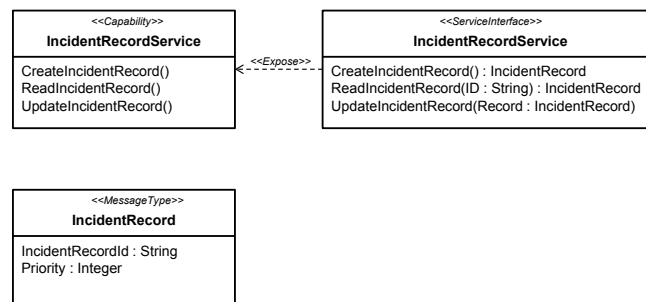 <<Capability>>
IncidentRecordService
CreateIncidentRecord()
ReadIncidentRecord()
UpdateIncidentRecord()
<<Expose>>
<<ServiceInterface>>
IncidentRecordService
CreateIncidentRecord() : IncidentRecord
ReadIncidentRecord(ID : String) : IncidentRecord
UpdateIncidentRecord(Record : IncidentRecord)
<<MessageType>>
IncidentRecord
IncidentRecordId : String
Priority : Integer